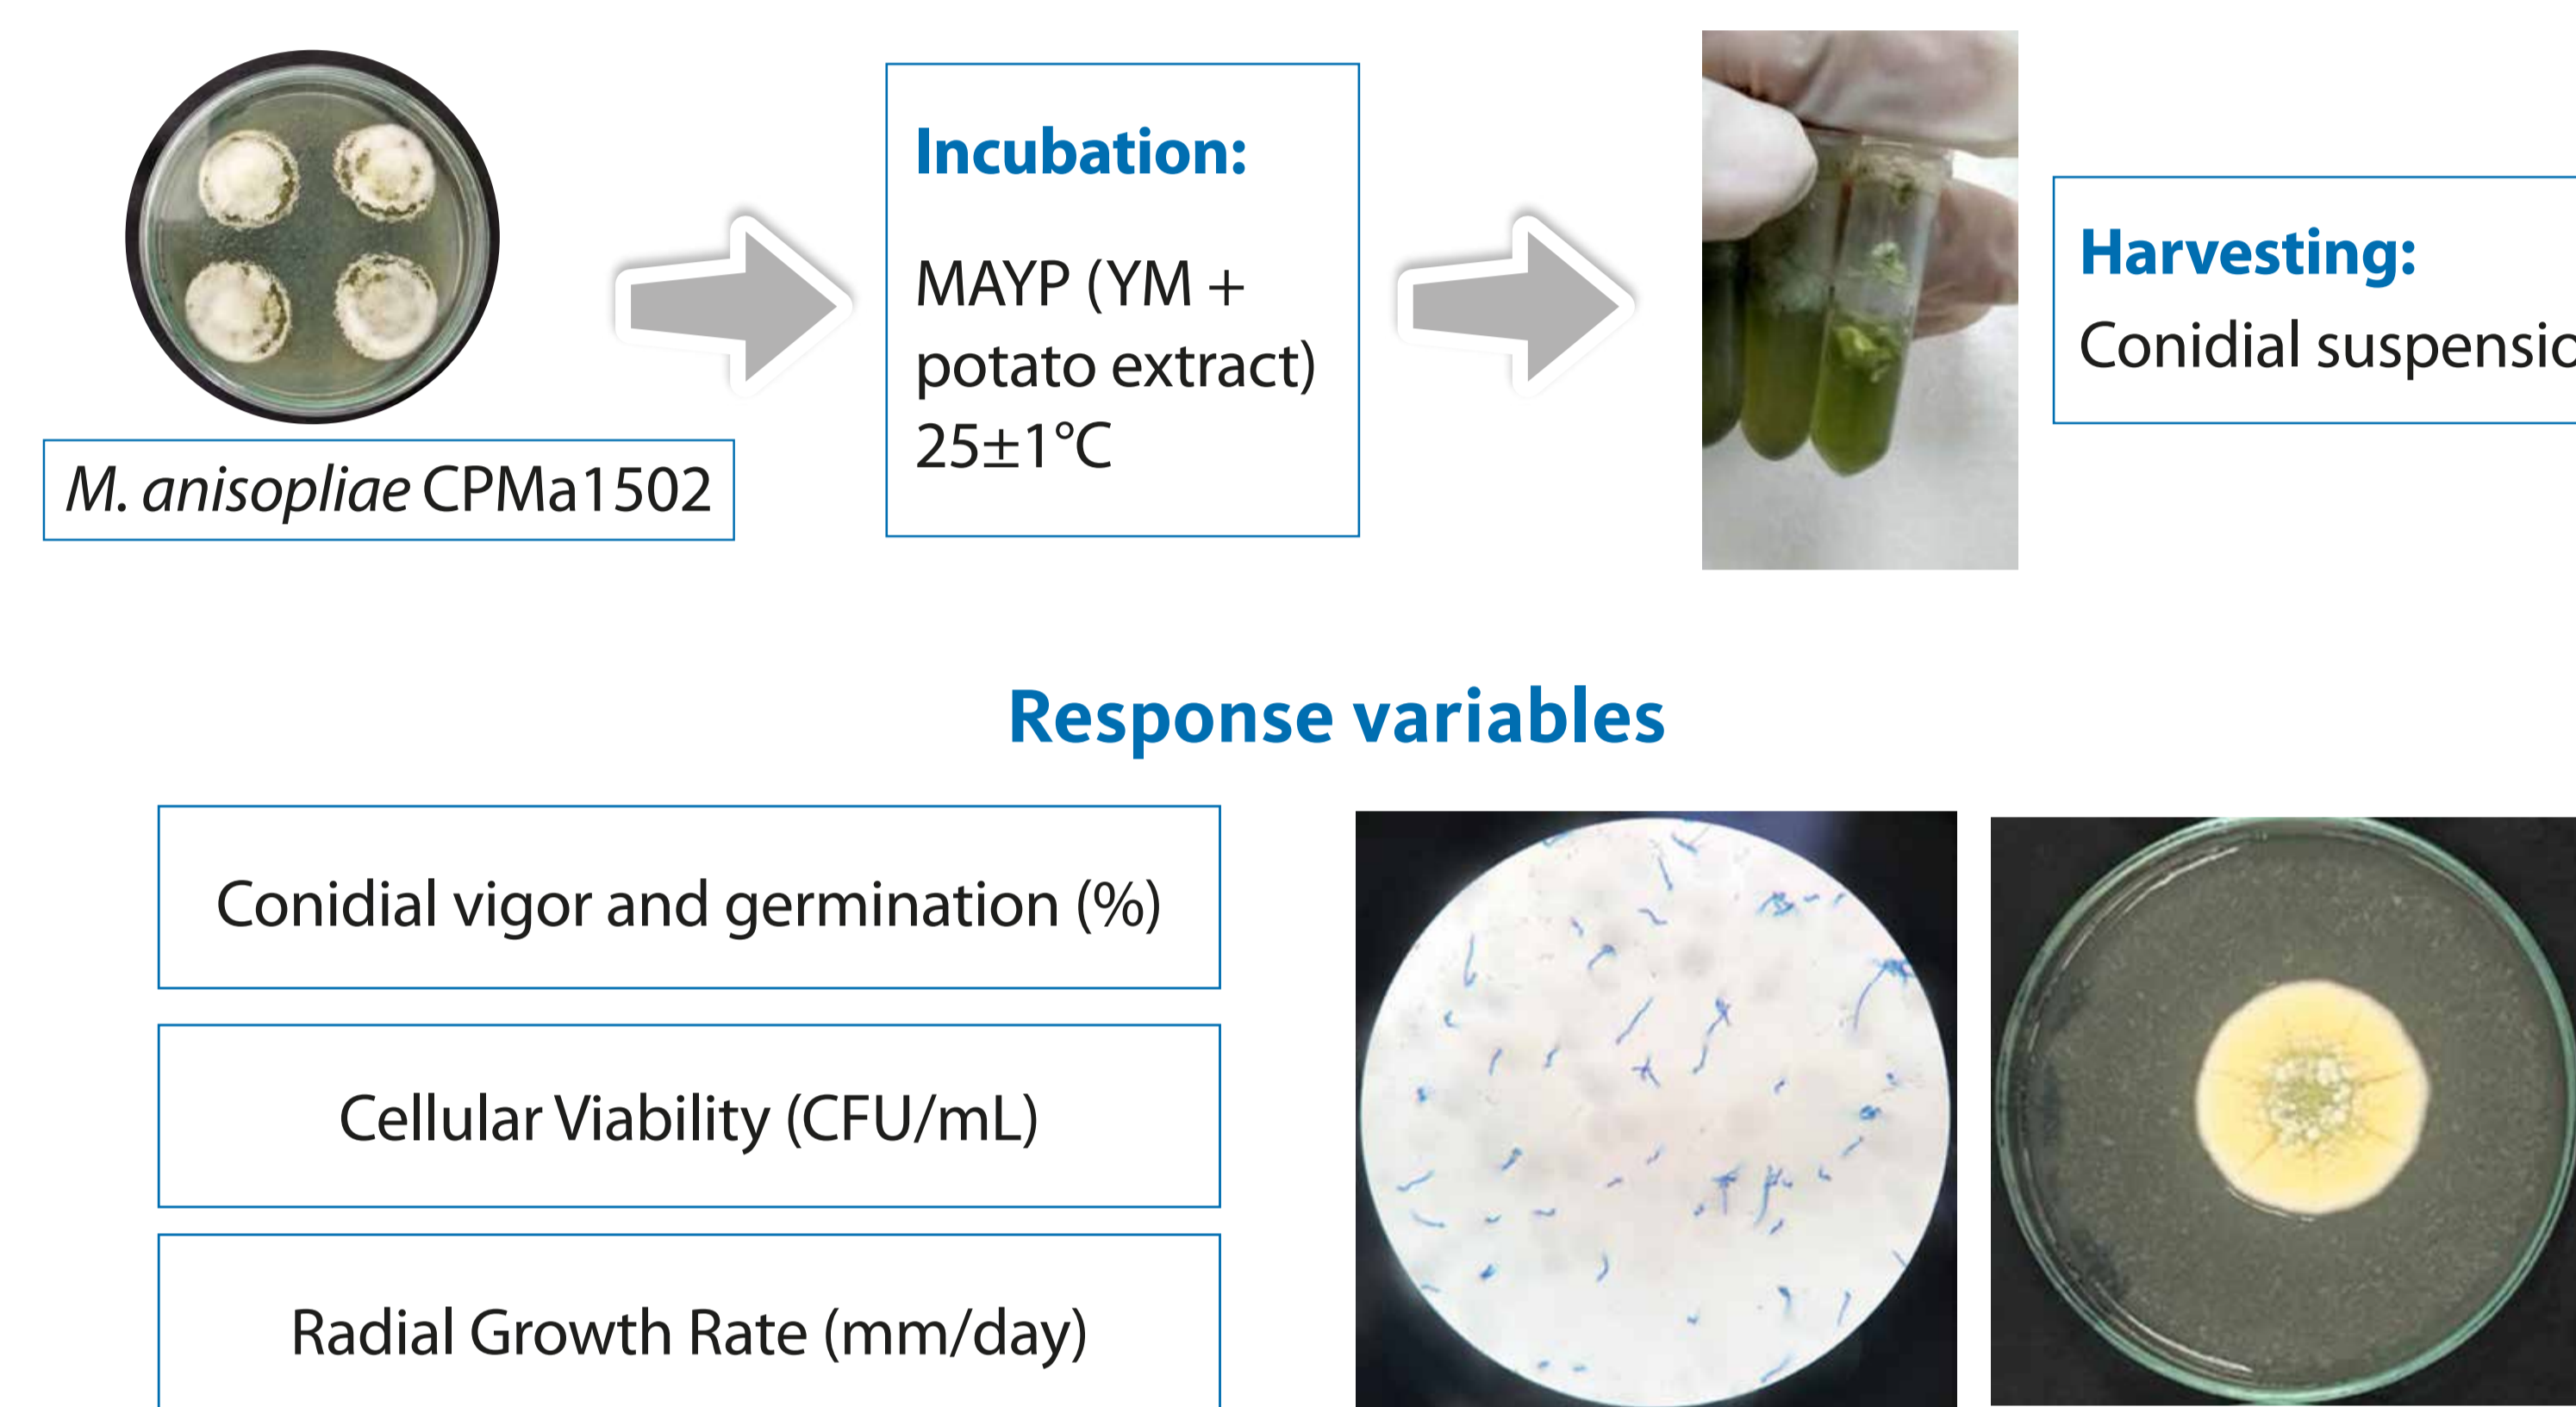 M. anisopliae CPMa1502
Incubation:
MAYP (YM +
potato extract)
25±1°C
Harvesting:
Conidial
Response variables
Conidial vigor and germination (%)
Cellular Viability (CFU/mL)
Radial Growth Rate (mm/day)